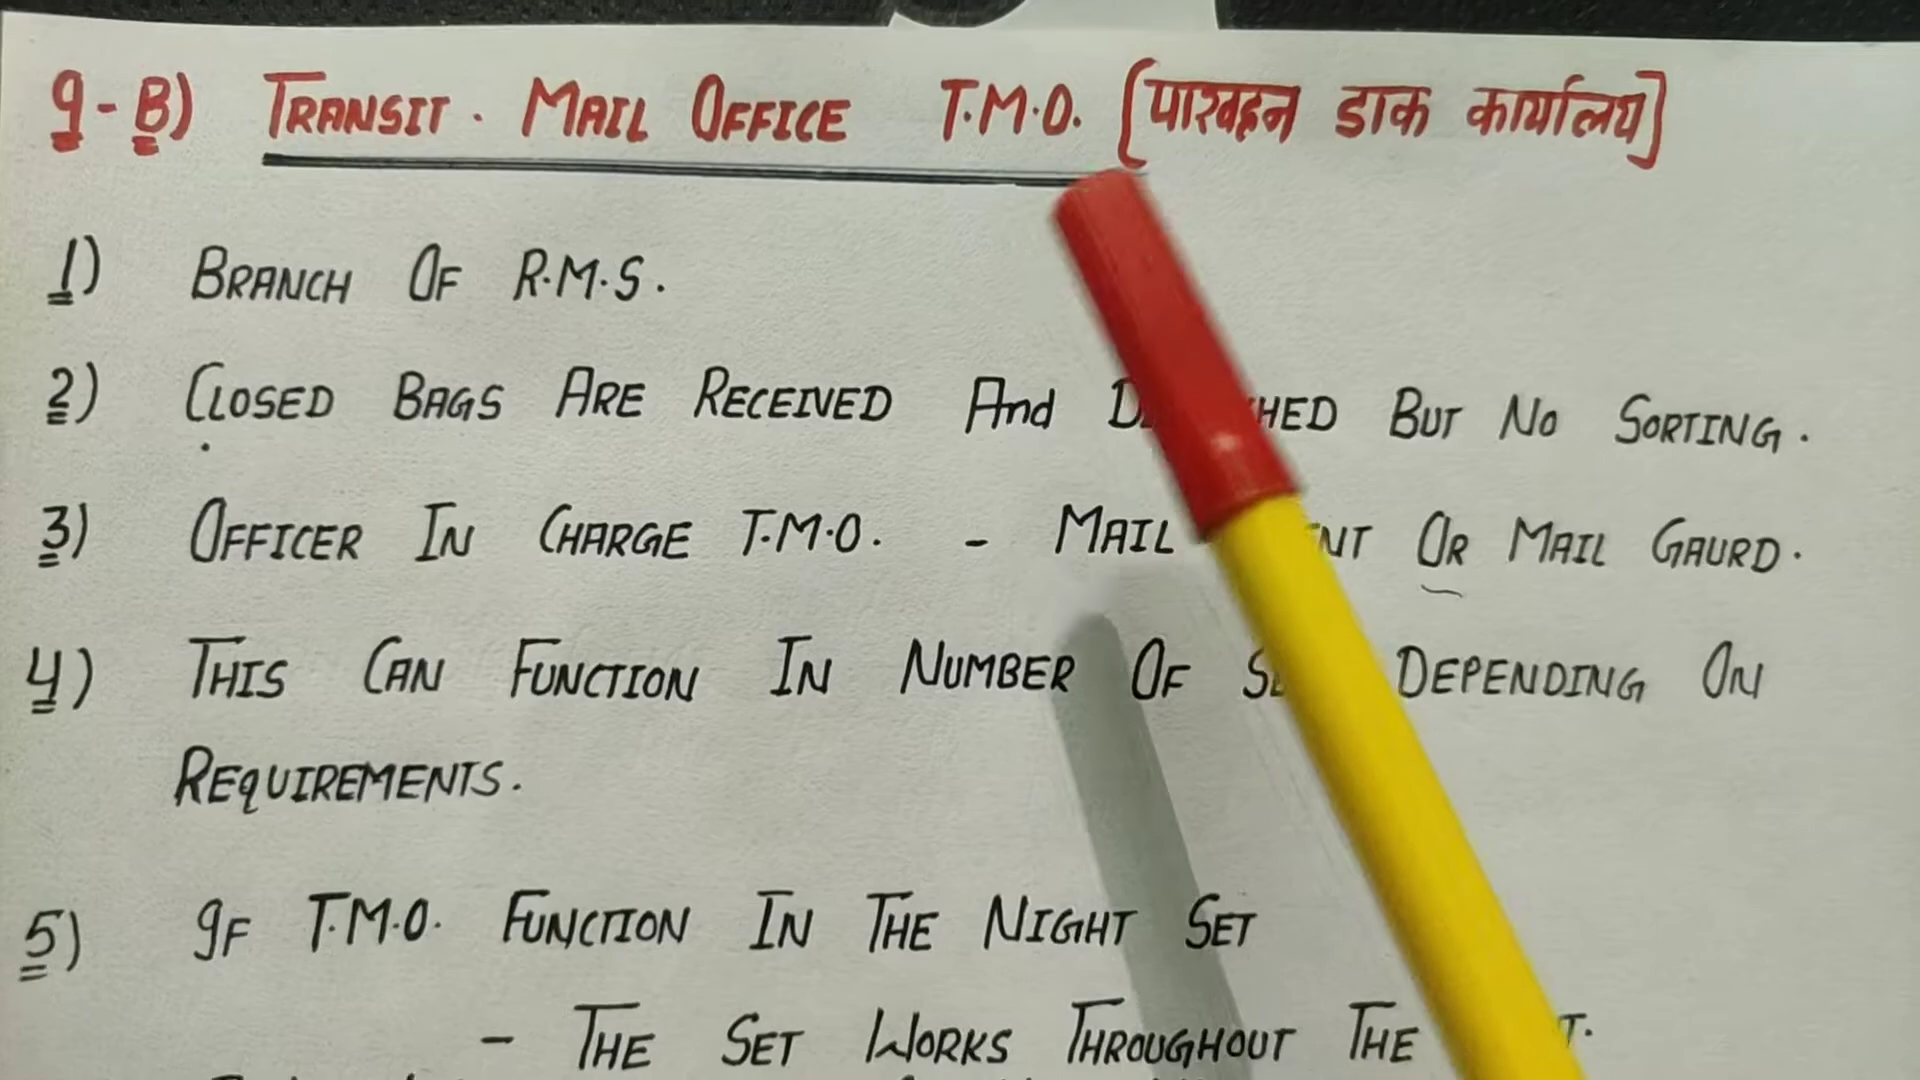 9-B) TRANSIT. MAIL OFFICE T.M.O. [पारवहन डाक कार्यालय]
1) BRANCH OF R.M.S.
2) CLOSED BAGS ARE RECEIVED And BUT NO SORTING.
3) OFFICER IN CHARGE T.M.O. - MAIL OR MAIL GAURD.
4) THIS CAN FUNCTION IN NUMBER OF DEPENDING ON
REQUIREMENTS.
5) IF T.M.O. FUNCTION IN THE NIGHT SET
- THE SET WORKS THROUGHOUT THE